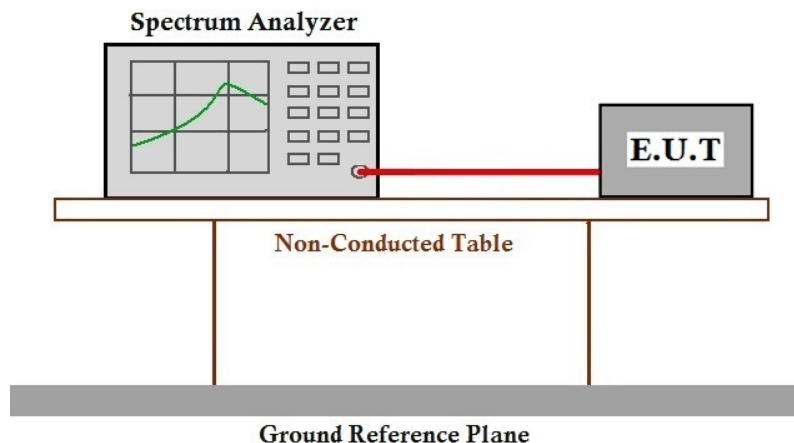 Spectrum Analyzer
E.U.T
Non-Conducted Table
Ground Reference Plane